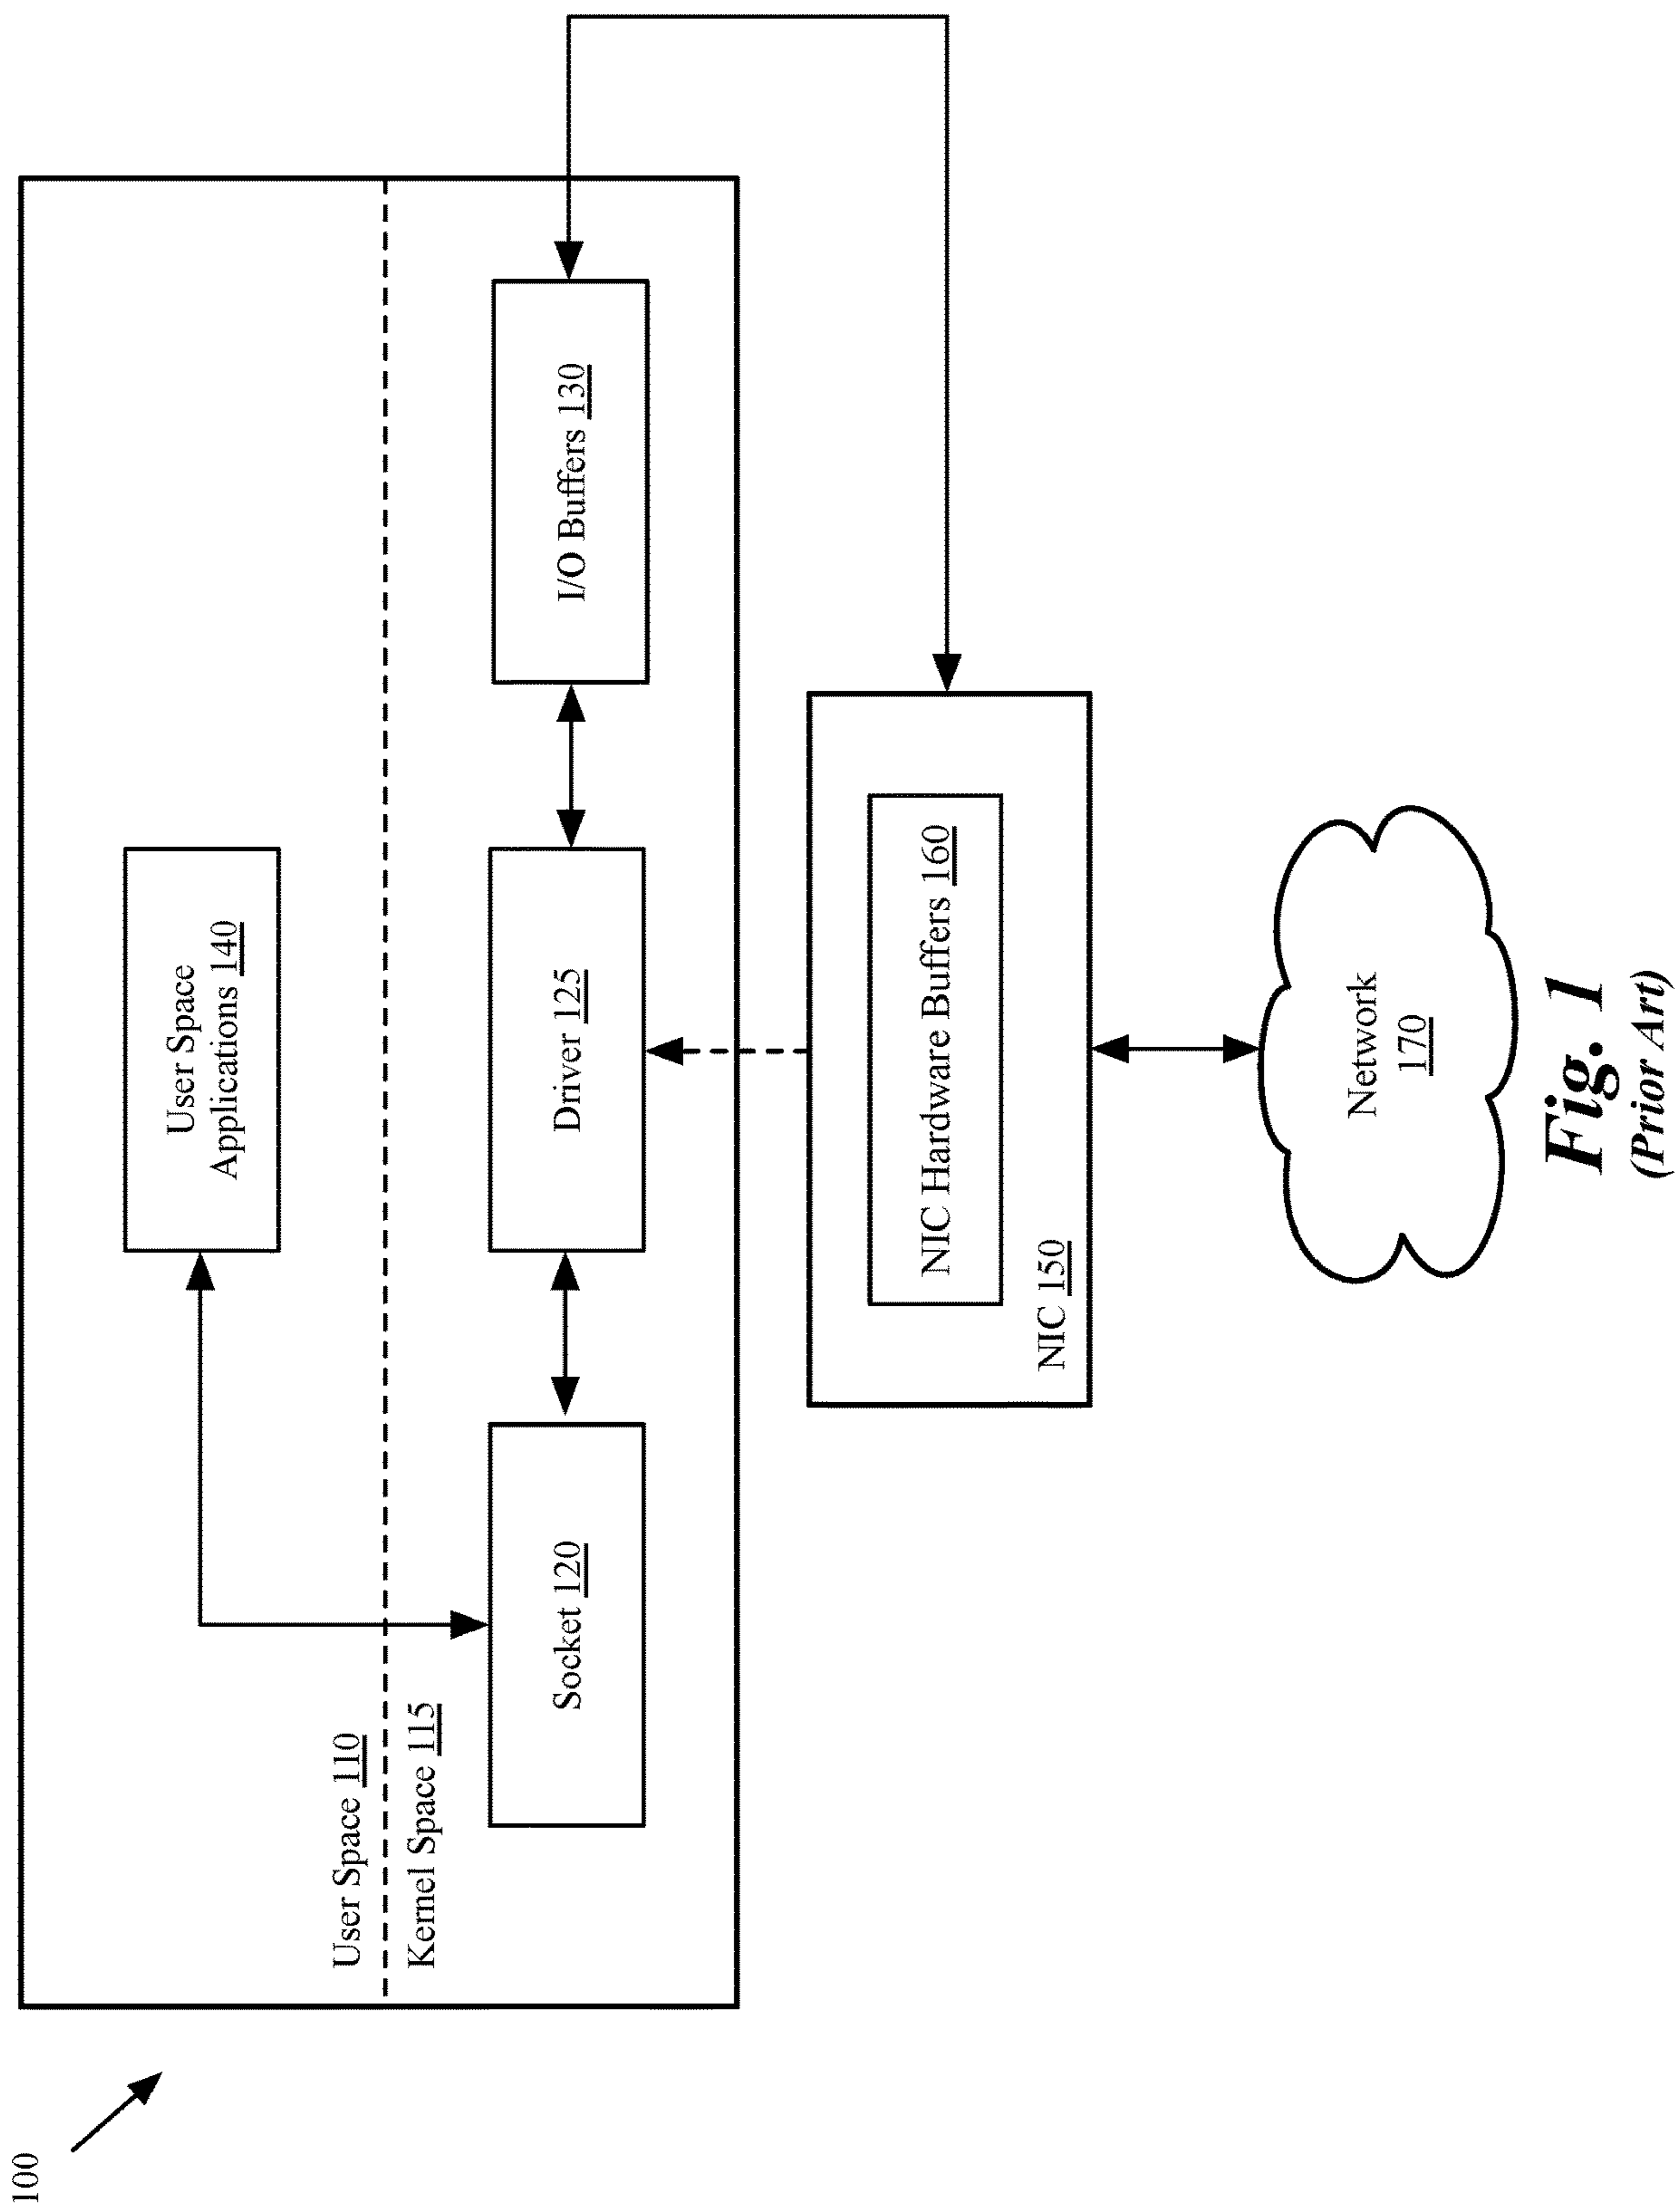 100
User Space
Applications 140
User Space 110
Kernel Space 115
Socket 120
Driver 125
I/O Buffers 130
NIC Hardware Buffers 160
NIC 150
Network
170
Fig. 1
(Prior Art)